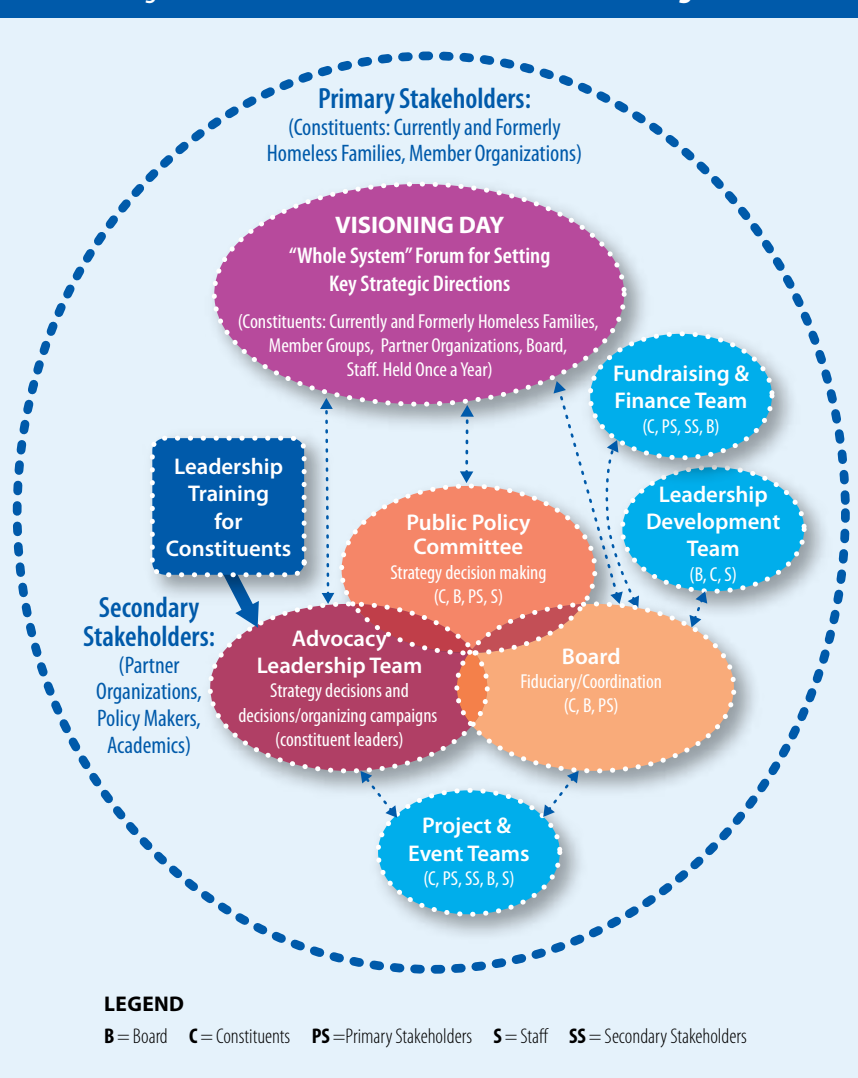 Primary Stakeholders:
(Constituents: Currently and Formerly
Homeless Families, Member Organizations)
VISIONING DAY
“Whole System” Forum for Setting
Key Strategic Directions
(Constituents: Currently and Formerly Homeless Families,
Member Groups, Partner Organizations, Board,
Staff. Held Once a Year)
Fundraising &
Finance Team
(C, PS, SS, B)
Leadership
Training
for
Constituents
Leadership
Development
Team
(B, C, S)
Public Policy
Committee
Strategy decision making
(C, B, PS, S)
Secondary
Stakeholders:
(Partner
Organizations,
Policy Makers,
Academics)
Advocacy
Leadership Team
Strategy decisions and
decisions/organizing campaigns
(constituent leaders)
Board
Fiduciary/Coordination
(C, B, PS)
Project &
Event Teams
(C, PS, SS, B, S)
LEGEND
B = Board C = Constituents PS =Primary Stakeholders S = Staff SS = Secondary Stakeholders